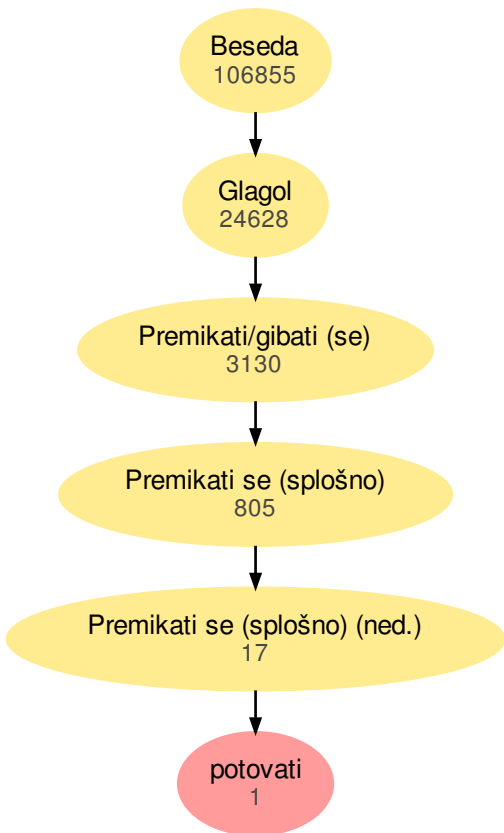 Beseda
106855
Glagol
24628
Premikati/gibati (se)
3130
Premikati se (splošno)
805
Premikati se (splošno) (ned.)
17
potovati
1